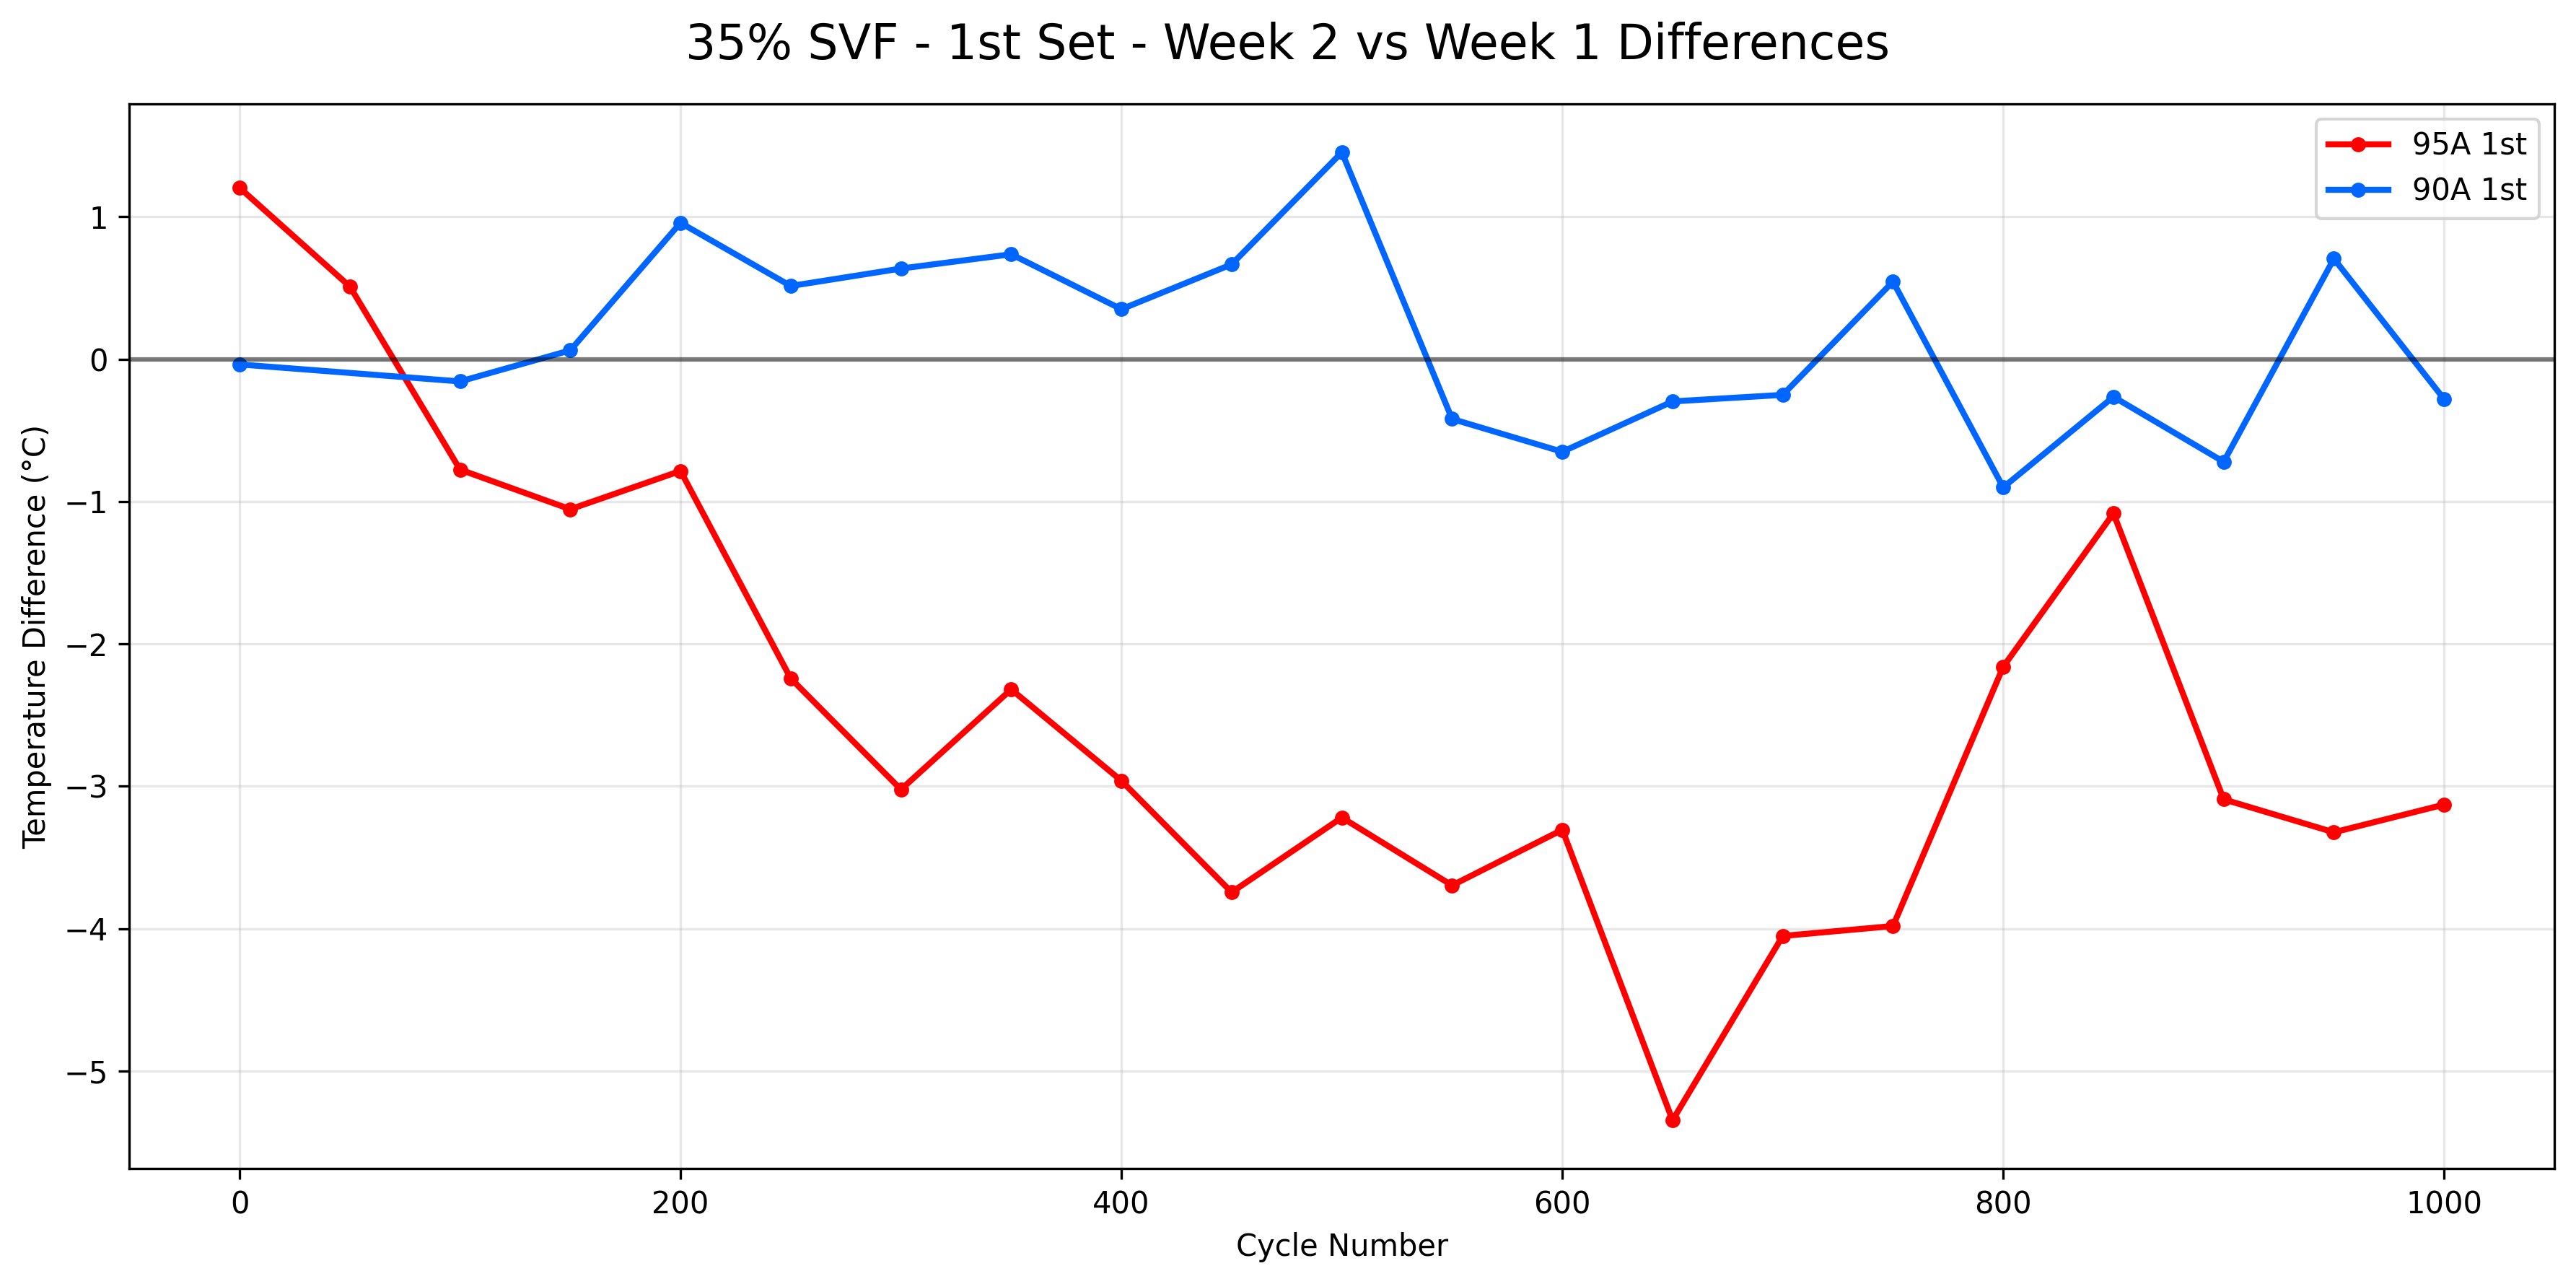 35% SVF - 1st Set - Week 2 vs Week 1 Differences
95A 1st
90A 1st
1
0
−1
−2
−3
−4
−5
Temperature Difference (°C)
0 200 400 600 800 1000
Cycle Number